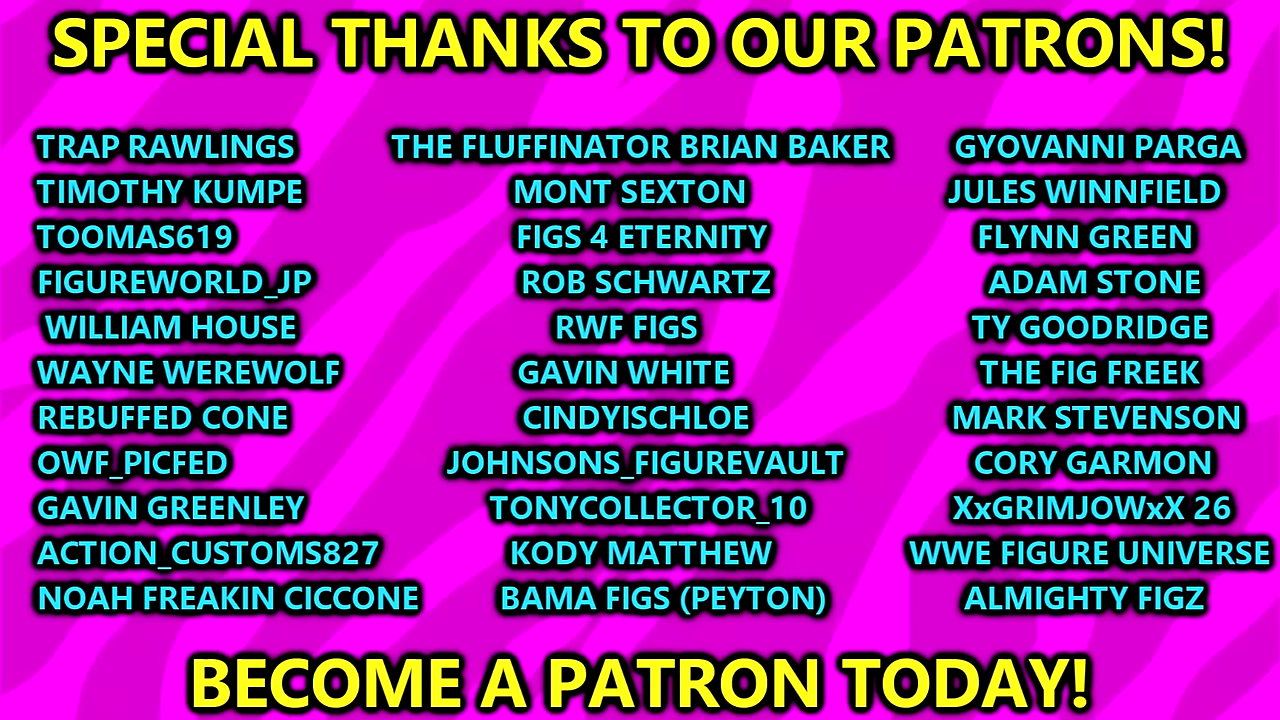 SPECIAL THANKS TO OUR PATRONS!
TRAP RAWLINGS
TIMOTHY KUMPE
TOOMAS619
FIGUREWORLD_JP
WILLIAM HOUSE
WAYNE WEREWOLF
REBUFFED CONE
OWF_PICFED
GAVIN GREENLEY
ACTION_CUSTOMS827
NOAH FREAKIN CICCONE
THE FLUFFINATOR BRIAN BAKER
MONT SEXTON
FIGS 4 ETERNITY
ROB SCHWARTZ
RWF FIGS
GAVIN WHITE
CINDYISCHLOE
JOHNSONS_FIGUREVAULT
TONYCOLLECTOR_10
KODY MATTHEW
BAMA FIGS (PEYTON)
GYOVANNI PARGA
JULES WINNFIELD
FLYNN GREEN
ADAM STONE
TY GOODRIDGE
THE FIG FREEK
MARK STEVENSON
CORY GARMON
XxGRIMJOWxX 26
WWE FIGURE UNIVERSE
ALMIGHTY FIGZ
BECOME A PATRON TODAY!